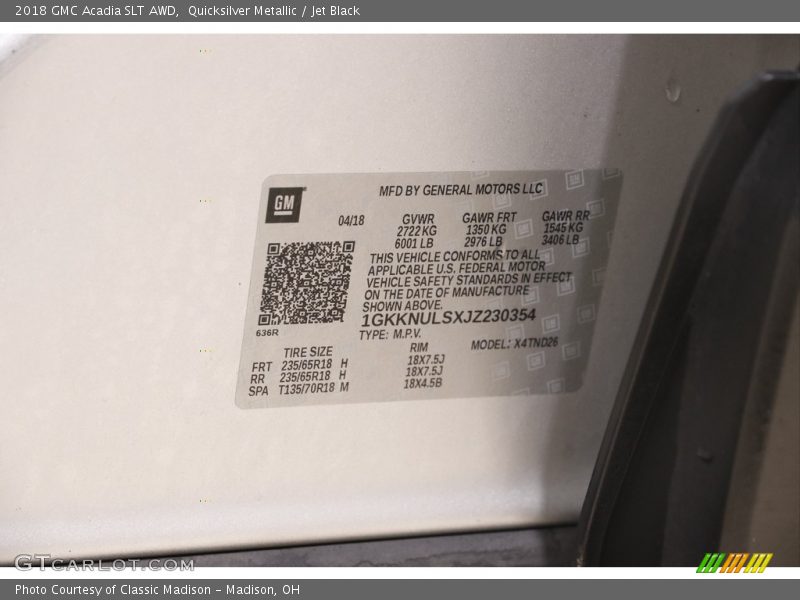 2018 GMC Acadia SLT AWD, Quicksilver Metallic / Jet Black
GM
MFD BY GENERAL MOTORS LLC
04/18 GVWR GAWR FRT GAWR RR
2722 KG 1350 KG 1545 KG
6001 LB 2976 LB 3406 LB
THIS VEHICLE CONFORMS TO ALL
APPLICABLE U.S. FEDERAL MOTOR
VEHICLE SAFETY STANDARDS IN EFFECT
ON THE DATE OF MANUFACTURE
SHOWN ABOVE.
1GKKNULSXJZ230354
636R
TYPE: M.P.V. MODEL: X4TND26
TIRE SIZE RIM
FRT 235/65R18 H 18X7.5J
RR 235/65R18 H 18X7.5J
SPA T135/70R18 M 18X4.5B
GTCarLot.com
Photo Courtesy of Classic Madison - Madison, OH